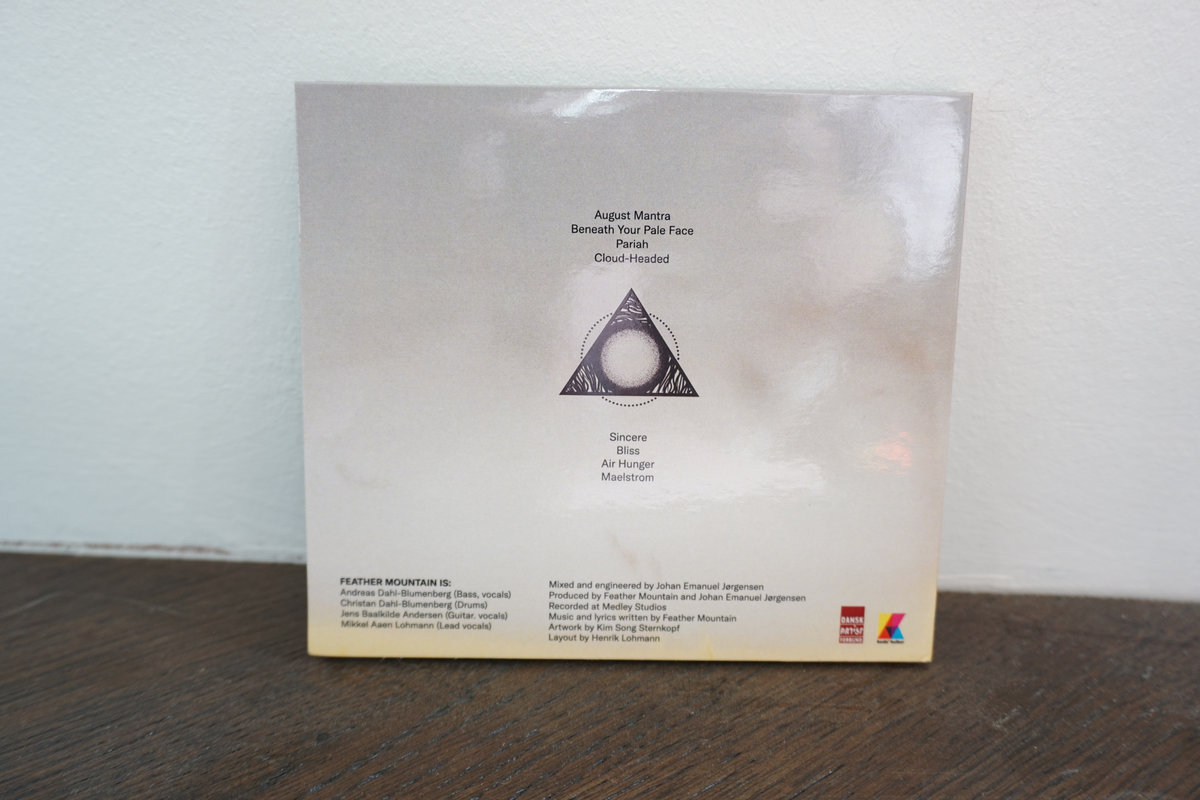 August Mantra
Beneath Your Pale Face
Pariah
Cloud-Headed
Sincere
Bliss
Air Hunger
Maelstrom
FEATHER MOUNTAIN IS:
Andreas Dahl-Blumenberg (Bass, vocals)
Christan Dahl-Blumenberg (Drums)
Jens Baalkilde Andersen (Guitar. vocals)
Mikkel Aaen Lohmann (Lead vocals)
Mixed and engineered by Johan Emanuel Jørgensen
Produced by Feather Mountain and Johan Emanuel Jørgensen
Recorded at Medley Studios
Music and lyrics written by Feather Mountain
Artwork by Kim Song Sternkopf
Layout by Henrik Lohmann
DANSK
ARTIST
FORBUND